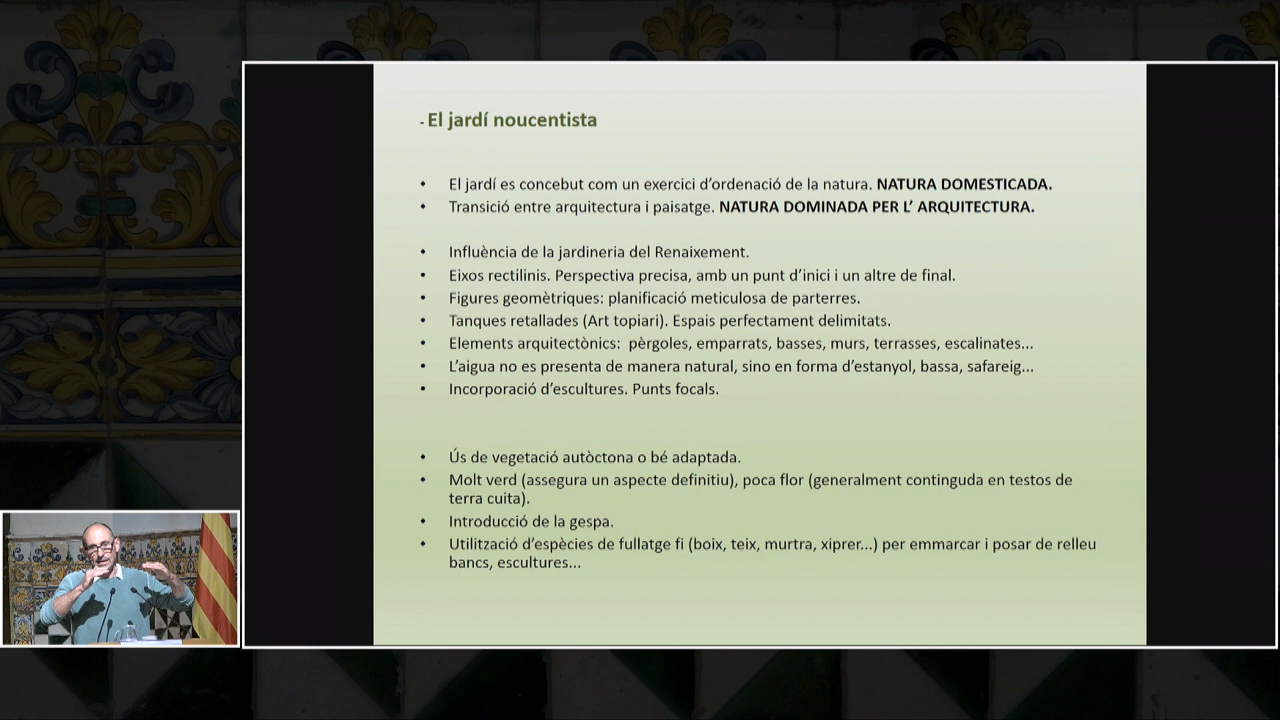 - El jardí noucentista
• El jardí es concebut com un exercici d’ordenació de la natura. NATURA DOMESTICADA.
• Transició entre arquitectura i paisatge. NATURA DOMINADA PER L’ ARQUITECTURA.
• Influència de la jardineria del Renaixement.
• Eixos rectilinis. Perspectiva precisa, amb un punt d’inici i un altre de final.
• Figures geomètriques: planificació meticulosa de parterres.
• Tanques retallades (Art topiari). Espais perfectament delimitats.
• Elements arquitectònics:  pèrgoles, emparrats, basses, murs, terrasses, escalinates...
• L’aigua no es presenta de manera natural, sino en forma d’estanyol, bassa, safareig...
• Incorporació d’escultures. Punts focals.
• Ús de vegetació autòctona o bé adaptada.
• Molt verd (assegura un aspecte definitiu), poca flor (generalment continguda en testos de
terra cuita).
• Introducció de la gespa.
• Utilització d’espècies de fullatge fi (boix, teix, murtra, xiprer...) per emmarcar i posar de relleu
bancs, escultures...